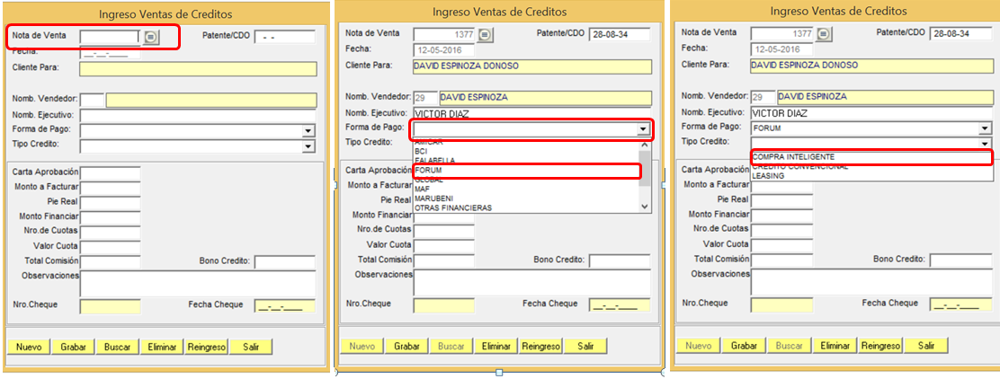 Ingreso Ventas de Creditos
Nota de Venta Patente/CDO - -
Fecha: __-__-____
Cliente Para:
Nomb. Vendedor:
Nomb. Ejecutivo:
Forma de Pago:
Tipo Credito:
Carta Aprobación
Monto a Facturar
Pie Real
Monto Financiar
Nro.de Cuotas
Valor Cuota
Total Comisión Bono Credito:
Observaciones
Nro.Cheque Fecha Cheque __-__-____
Nuevo Grabar Buscar Eliminar Reingreso Salir
Ingreso Ventas de Creditos
Nota de Venta 1377 Patente/CDO 28-08-34
Fecha: 12-05-2016
Cliente Para: DAVID ESPINOZA DONOSO
Nomb. Vendedor: 29 DAVID ESPINOZA
Nomb. Ejecutivo: VICTOR DIAZ
Forma de Pago:
Tipo Credito: AMICAR
BCI
FALABELLA
Carta Aprobación FORUM
GLOBAL
Monto a Facturar MAF
Pie Real MARUBENI
OTRAS FINANCIERAS
Monto Financiar
Nro.de Cuotas
Valor Cuota
Total Comisión Bono Credito:
Observaciones
Nro.Cheque Fecha Cheque __-__-____
Nuevo Grabar Buscar Eliminar Reingreso Salir
Ingreso Ventas de Creditos
Nota de Venta 1377 Patente/CDO 28-08-34
Fecha: 12-05-2016
Cliente Para: DAVID ESPINOZA DONOSO
Nomb. Vendedor: 29 DAVID ESPINOZA
Nomb. Ejecutivo: VICTOR DIAZ
Forma de Pago: FORUM
Tipo Credito:
COMPRA INTELIGENTE
Carta Aprobación CREDITO CONVENCIONAL
LEASING
Monto a Facturar
Pie Real
Monto Financiar
Nro.de Cuotas
Valor Cuota
Total Comisión Bono Credito:
Observaciones
Nro.Cheque Fecha Cheque __-__-____
Nuevo Grabar Buscar Eliminar Reingreso Salir